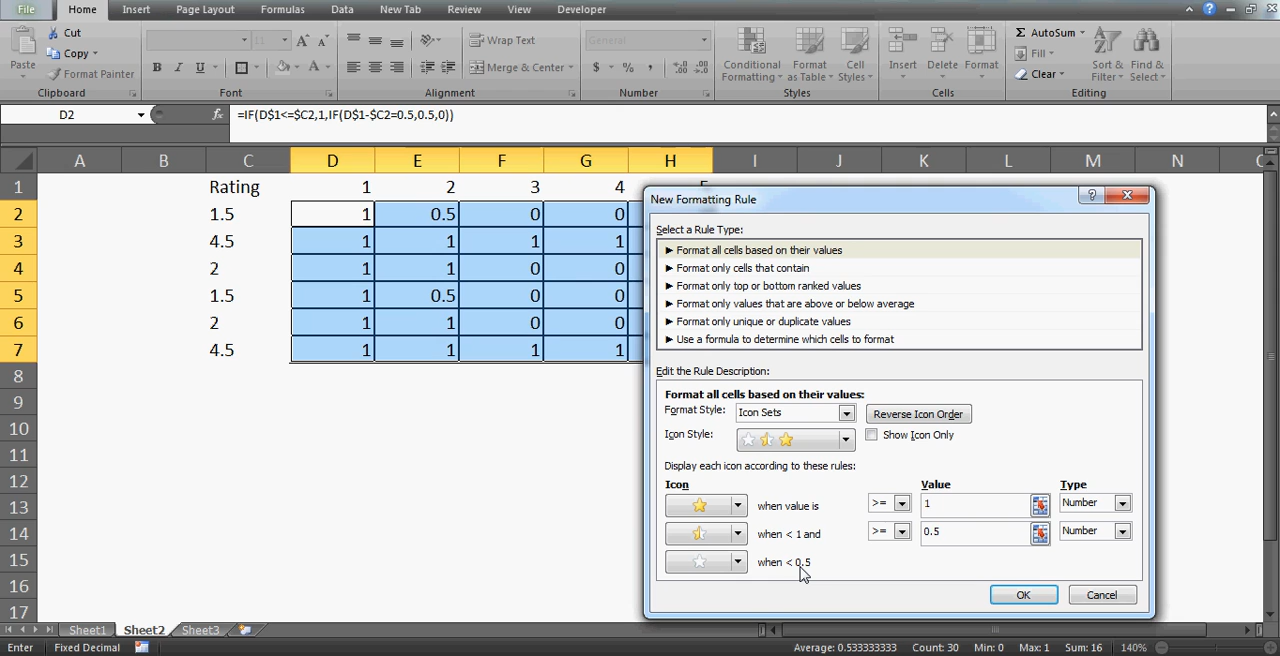 File Home Insert Page Layout Formulas Data New Tab Review View Developer
Cut
Copy
Format Painter
Paste
11
Wrap Text
Merge & Center
General
Conditional Formatting
Format as Table
Cell Styles
Insert Delete Format
AutoSum
Fill
Clear
Sort & Filter
Find & Select
Clipboard Font Alignment Number Styles Cells Editing
D2 fx =IF(D$1<=$C2,1,IF(D$1-$C2=0.5,0.5,0))
A B C D E F G H I J K L M N
1 Rating 1 2 3 4
2 1.5 1 0.5 0 0
3 4.5 1 1 1 1
4 2 1 1 0 0
5 1.5 1 0.5 0 0
6 2 1 1 0 0
7 4.5 1 1 1 1
8
9
10
11
12
13
14
15
16
17
New Formatting Rule
Select a Rule Type:
► Format all cells based on their values
► Format only cells that contain
► Format only top or bottom ranked values
► Format only values that are above or below average
► Format only unique or duplicate values
► Use a formula to determine which cells to format
Edit the Rule Description:
Format all cells based on their values:
Format Style: Icon Sets Reverse Icon Order
Icon Style: Show Icon Only
Display each icon according to these rules:
Icon Value Type
when value is >= 1 Number
when < 1 and >= 0.5 Number
when < 0.5
OK Cancel
Sheet1 Sheet2 Sheet3
Enter Fixed Decimal Average: 0.533333333 Count: 30 Min: 0 Max: 1 Sum: 16 140%